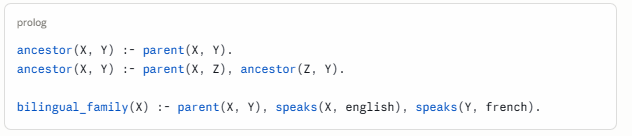 prolog
ancestor(X, Y) :- parent(X, Y).
ancestor(X, Y) :- parent(X, Z), ancestor(Z, Y).
bilingual_family(X) :- parent(X, Y), speaks(X, english), speaks(Y, french).